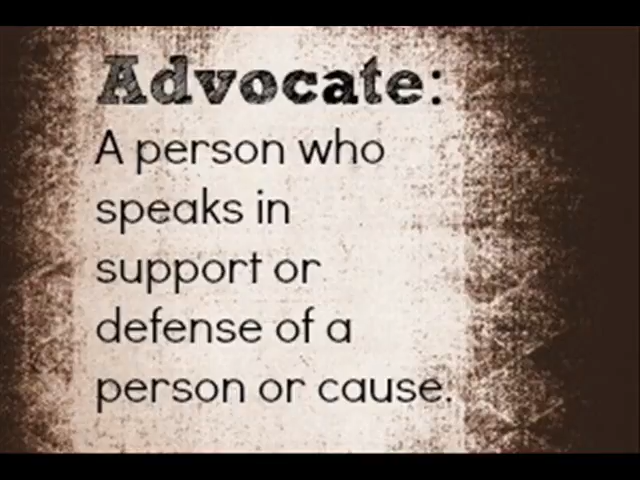 Advocate:
A person who
speaks in
support or
defense of a
person or cause.